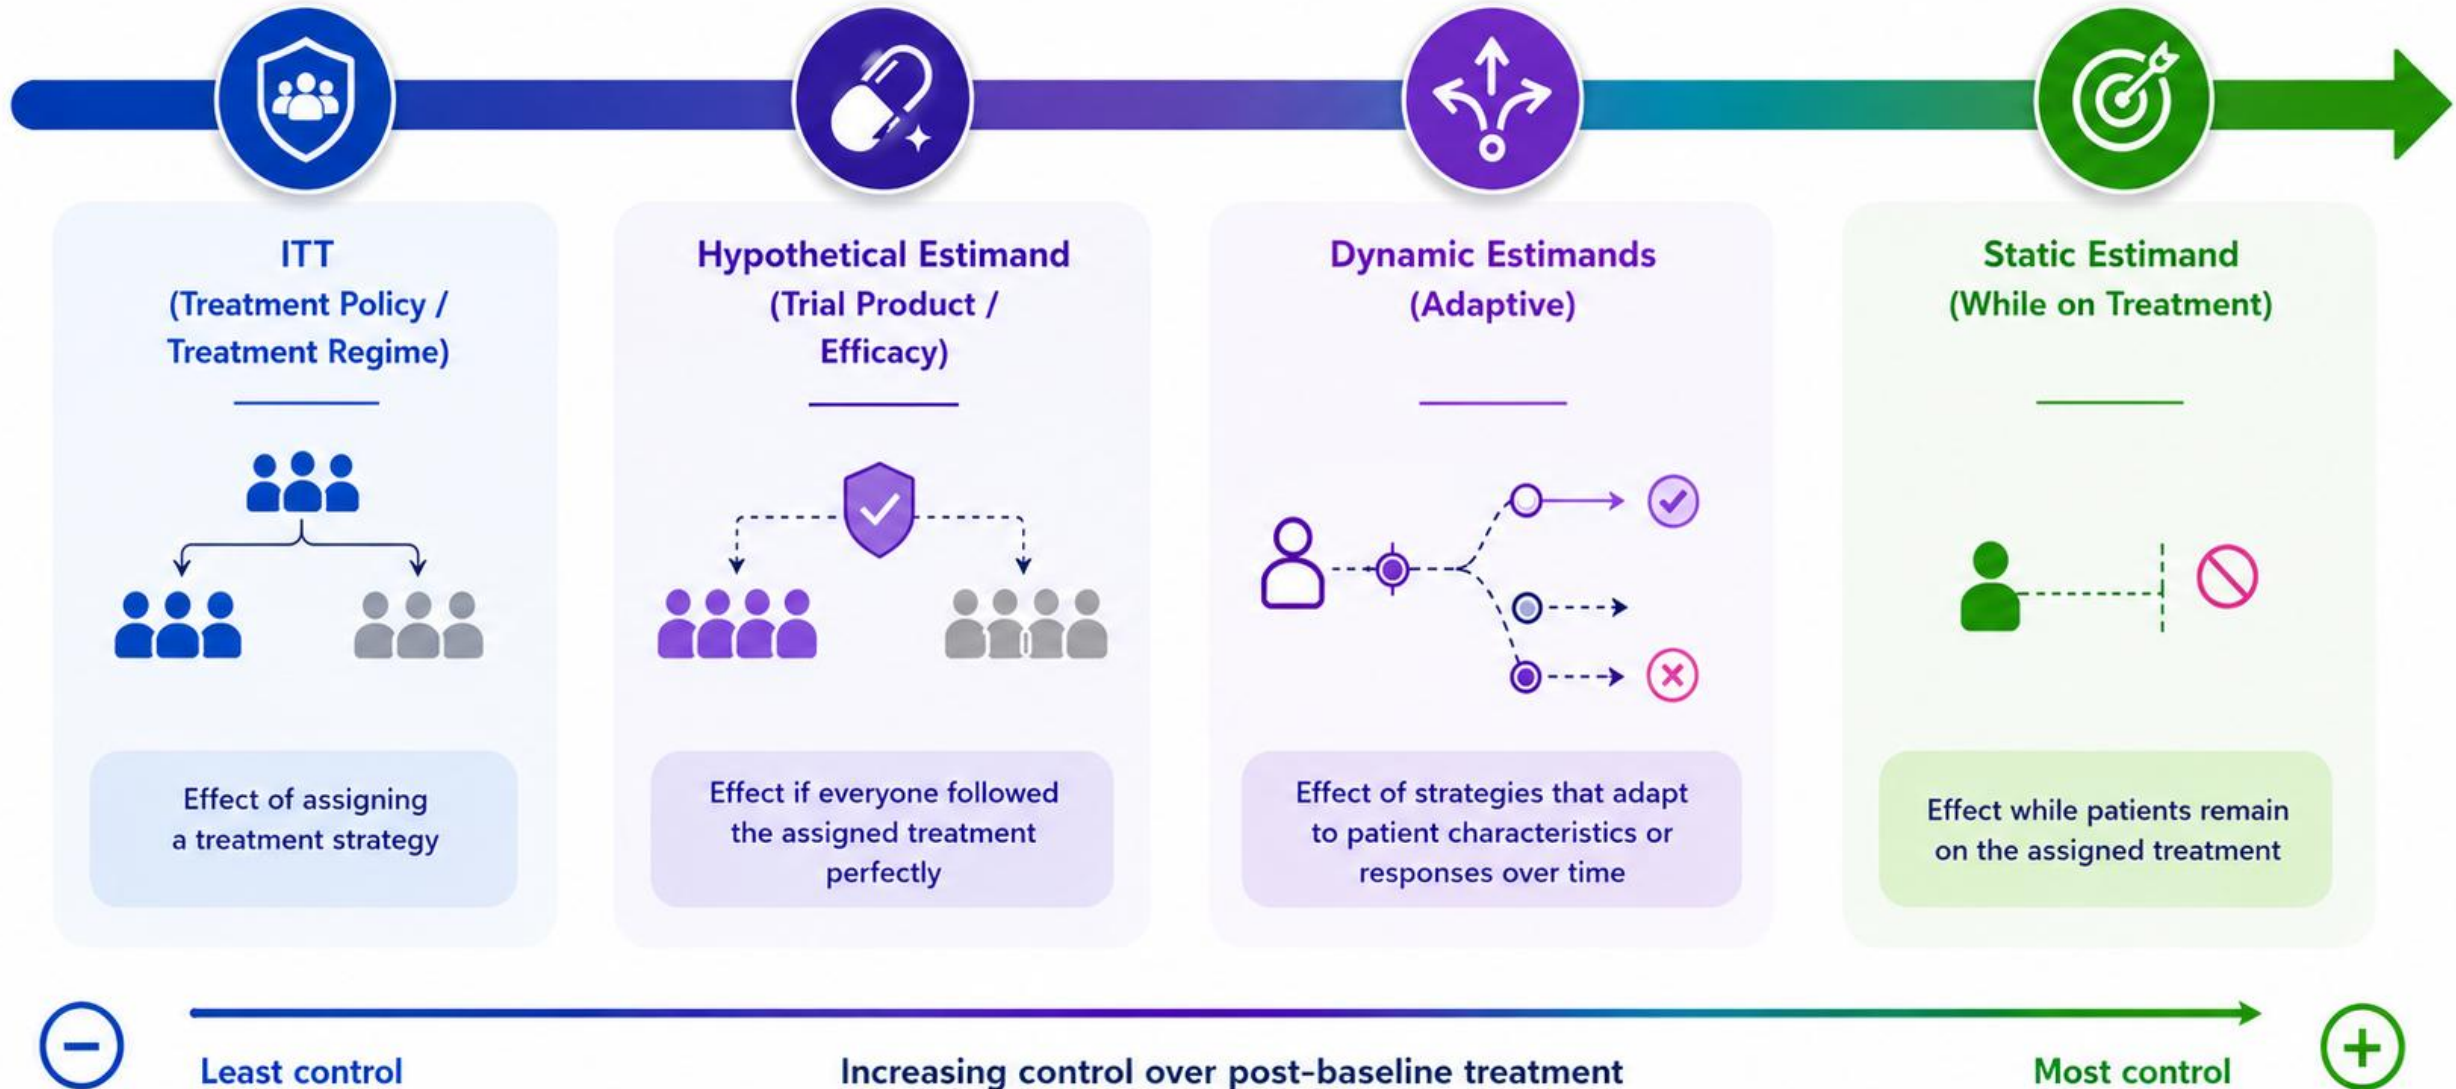 ITT
(Treatment Policy /
Treatment Regime)
Effect of assigning
a treatment strategy
Hypothetical Estimand
(Trial Product /
Efficacy)
Effect if everyone followed
the assigned treatment
perfectly
Dynamic Estimands
(Adaptive)
Effect of strategies that adapt
to patient characteristics or
responses over time
Static Estimand
(While on Treatment)
Effect while patients remain
on the assigned treatment
Least control
Increasing control over post-baseline treatment
Most control